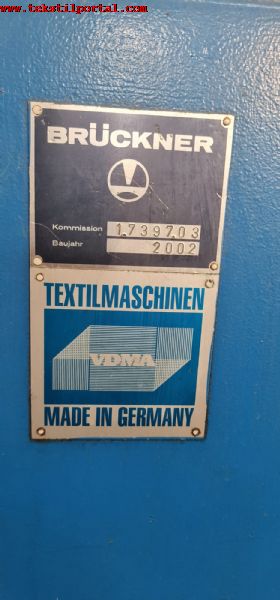 www.tekstilportal.com
BRÜCKNER
Kommission 1.739703
Baujahr 2002
TEXTILMASCHINEN
VDMA
MADE IN GERMANY